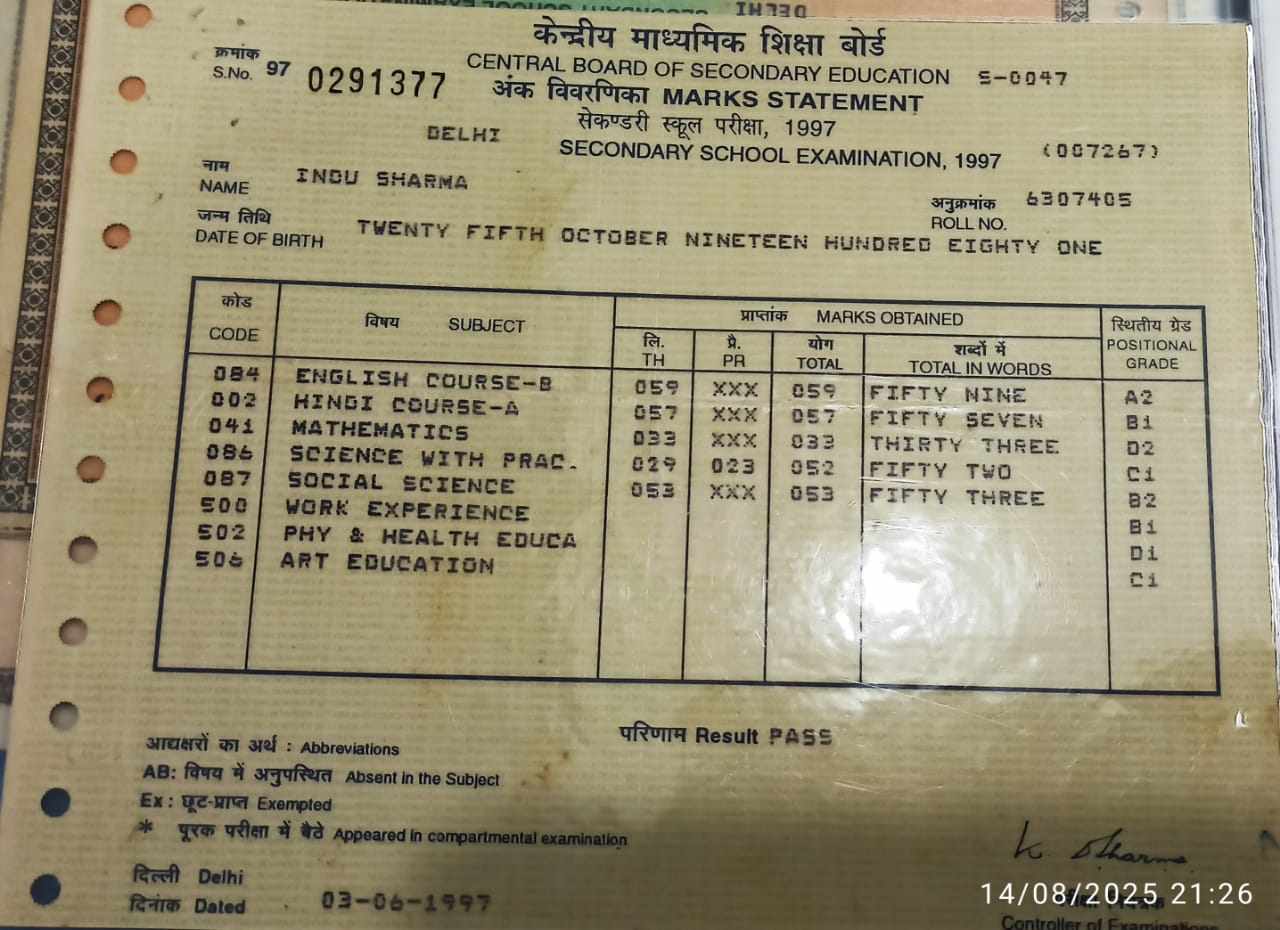 DELHI SECONDARY SCHOOL
केन्द्रीय माध्यमिक शिक्षा बोर्ड
क्रमांक
S.No. 97 0291377 CENTRAL BOARD OF SECONDARY EDUCATION S-0047
अंक विवरणिका MARKS STATEMENT
सेकण्डरी स्कूल परीक्षा, 1997
DELHI SECONDARY SCHOOL EXAMINATION, 1997 (007267)
नाम
NAME INDU SHARMA
अनुक्रमांक 6307405
ROLL NO.
जन्म तिथि
DATE OF BIRTH TWENTY FIFTH OCTOBER NINETEEN HUNDRED EIGHTY ONE
कोड विषय SUBJECT प्राप्तांक MARKS OBTAINED स्थितीय ग्रेड
CODE लि. प्रे. योग शब्दों में POSITIONAL
TH PR TOTAL TOTAL IN WORDS GRADE
084 ENGLISH COURSE-B 059 XXX 059 FIFTY NINE A2
002 HINDI COURSE-A 057 XXX 057 FIFTY SEVEN B1
041 MATHEMATICS 033 XXX 033 THIRTY THREE D2
086 SCIENCE WITH PRAC. 029 023 052 FIFTY TWO C1
087 SOCIAL SCIENCE 053 XXX 053 FIFTY THREE B2
500 WORK EXPERIENCE B1
502 PHY & HEALTH EDUCA D1
506 ART EDUCATION C1
परिणाम Result PASS
आद्यक्षरों का अर्थ : Abbreviations
AB: विषय में अनुपस्थित Absent in the Subject
Ex : छूट-प्राप्त Exempted
* पूरक परीक्षा में बैठे Appeared in compartmental examination
K. Sharma
दिल्ली Delhi
दिनांक Dated 03-06-1997
14/08/2025 21:26
Controller of Examinations